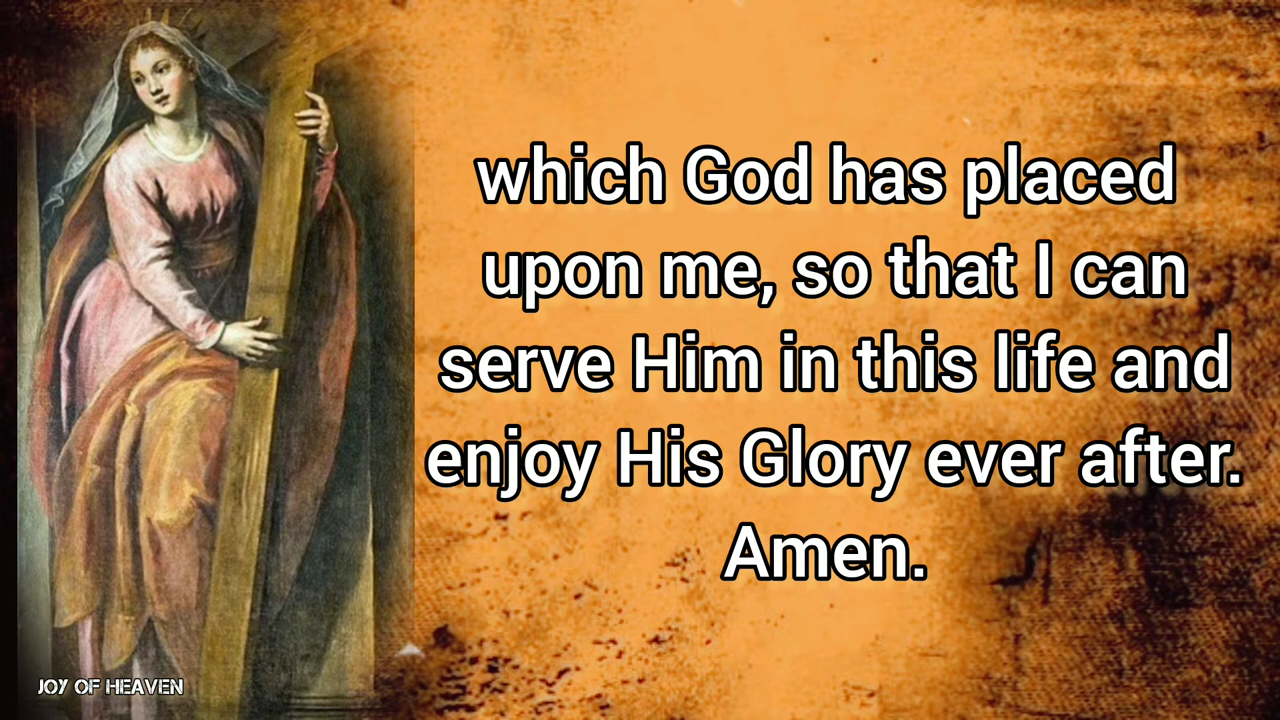 which God has placed
upon me, so that I can
serve Him in this life and
enjoy His Glory ever after.
Amen.
JOY OF HEAVEN